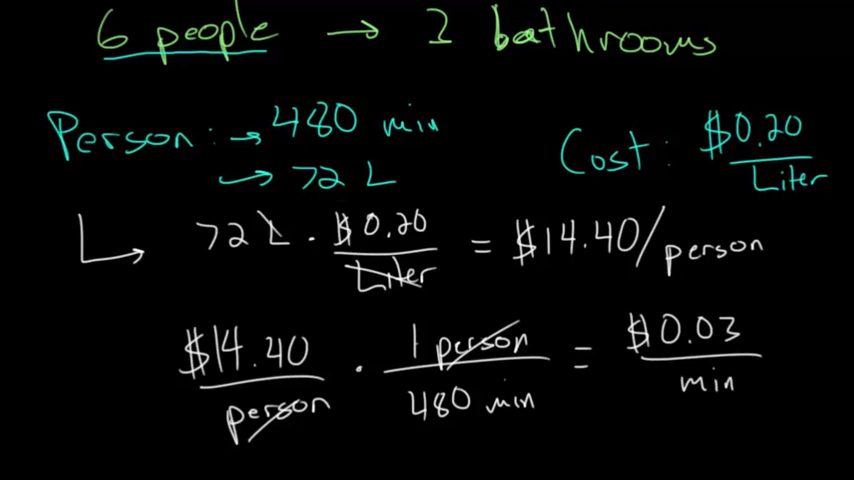 6 people → 2 bathrooms
Person: → 480 min
→ 72 L
Cost: $0.20
Liter
72 L · $0.20 = $14.40/person
Liter
$14.40 · 1 person = $0.03
person 480 min min